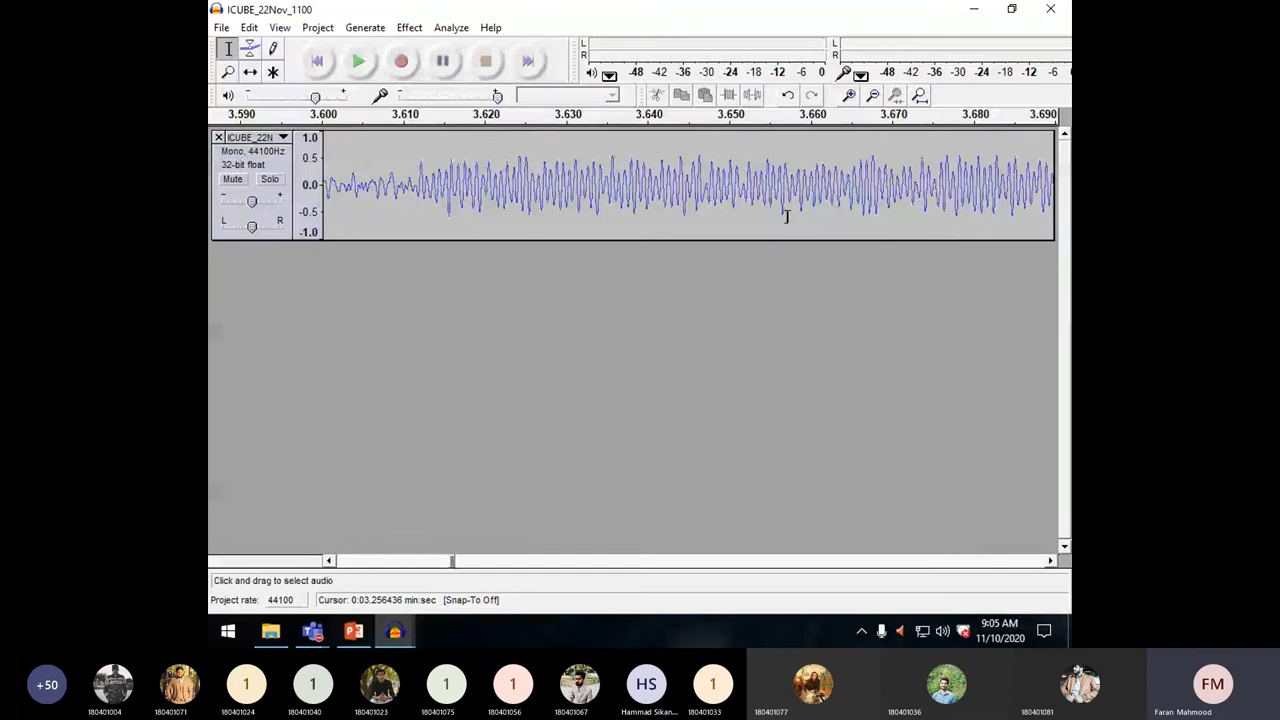 ICUBE_22Nov_1100
File Edit View Project Generate Effect Analyze Help
L
R
-48 -42 -36 -30 -24 -18 -12 -6 0
L
R
-48 -42 -36 -30 -24 -18 -12 -6
- +
- +
3.590 3.600 3.610 3.620 3.630 3.640 3.650 3.660 3.670 3.680 3.690
ICUBE_22N
Mono, 44100Hz
32-bit float
Mute Solo
- +
L R
1.0
0.5
0.0
-0.5
-1.0
Click and drag to select audio
Project rate: 44100 Cursor: 0:03.256436 min:sec [Snap-To Off]
9:05 AM
11/10/2020
+50 1 1 1 1 HS 1 FM
180401004 180401071 180401024 180401040 180401023 180401075 180401056 180401067 Hammad Sikan... 180401033 180401077 180401036 180401081 Faran Mahmood